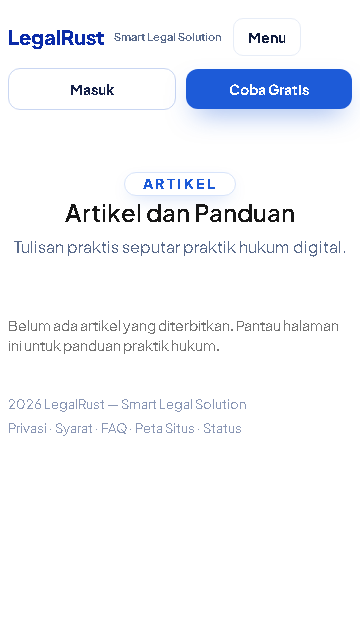 LegalRust Smart Legal Solution Menu
Masuk Coba Gratis
ARTIKEL
Artikel dan Panduan
Tulisan praktis seputar praktik hukum digital.
Belum ada artikel yang diterbitkan. Pantau halaman
ini untuk panduan praktik hukum.
2026 LegalRust — Smart Legal Solution
Privasi · Syarat · FAQ · Peta Situs · Status